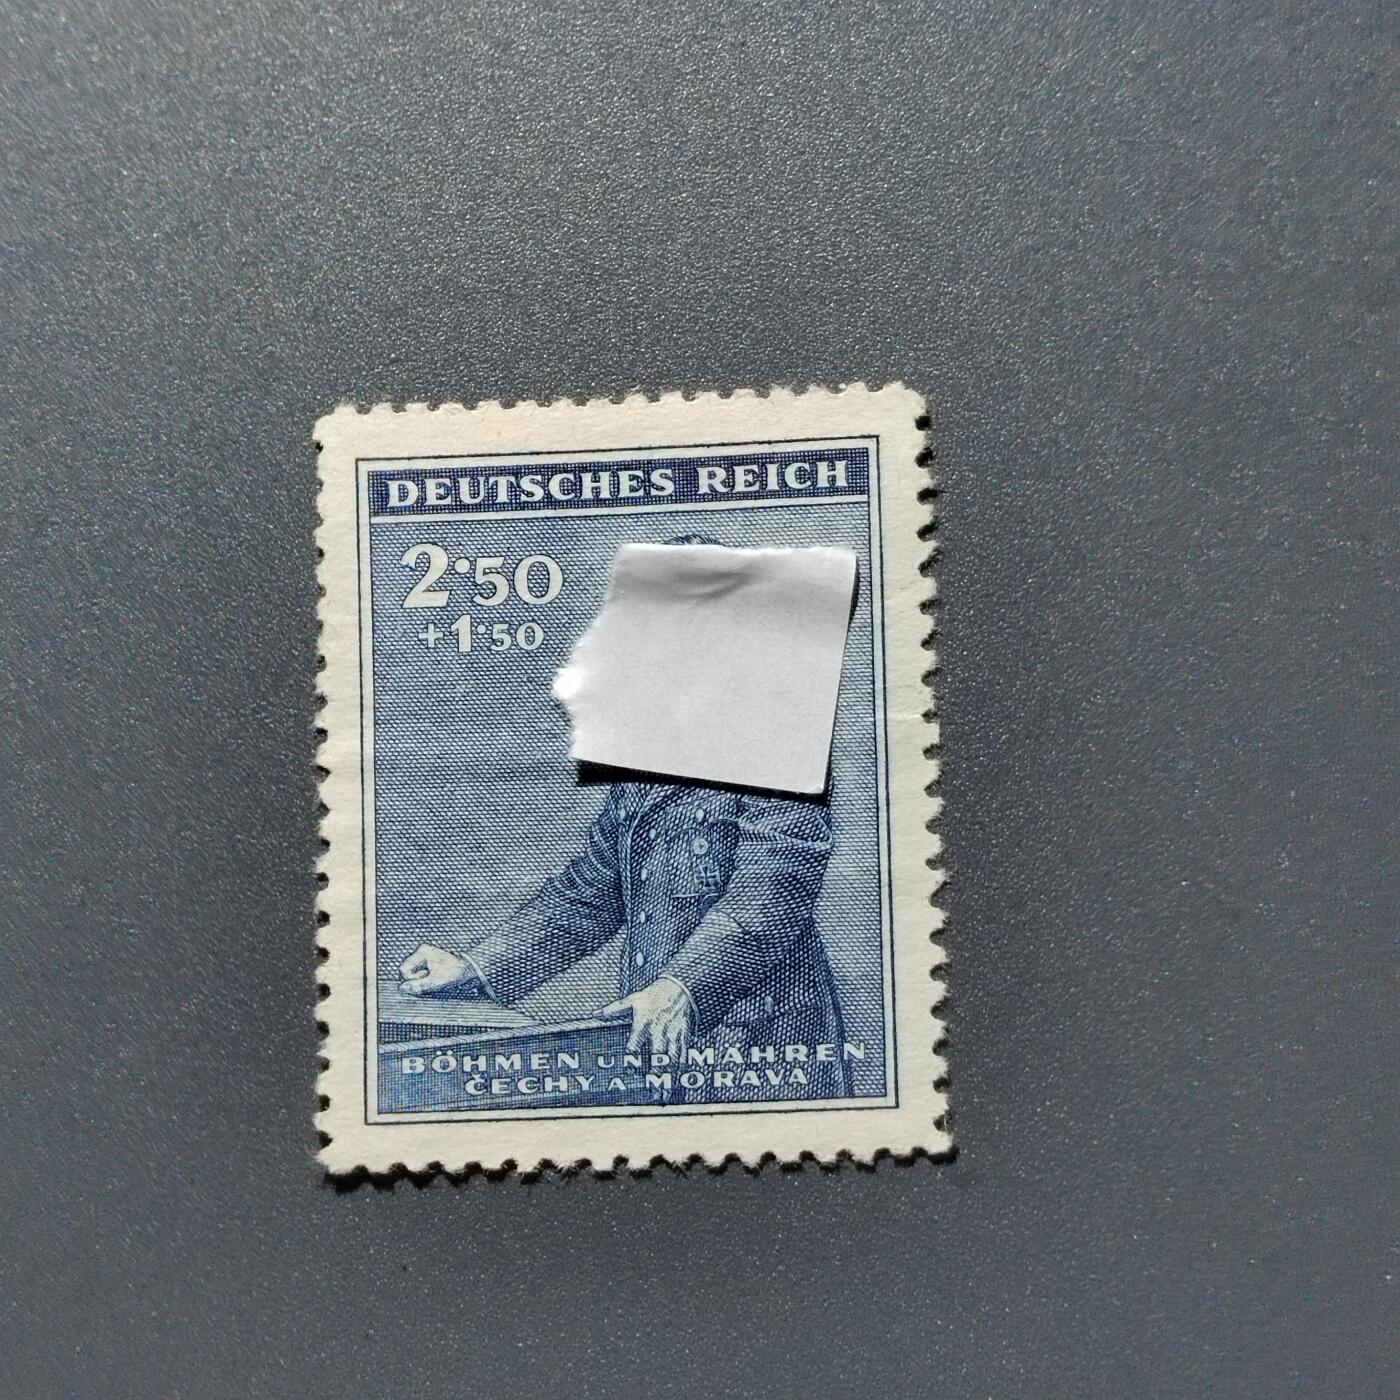 DEUTSCHES REICH
2·50
+1·50
BÖHMEN UND MÄHREN
ČECHY A MORAVA